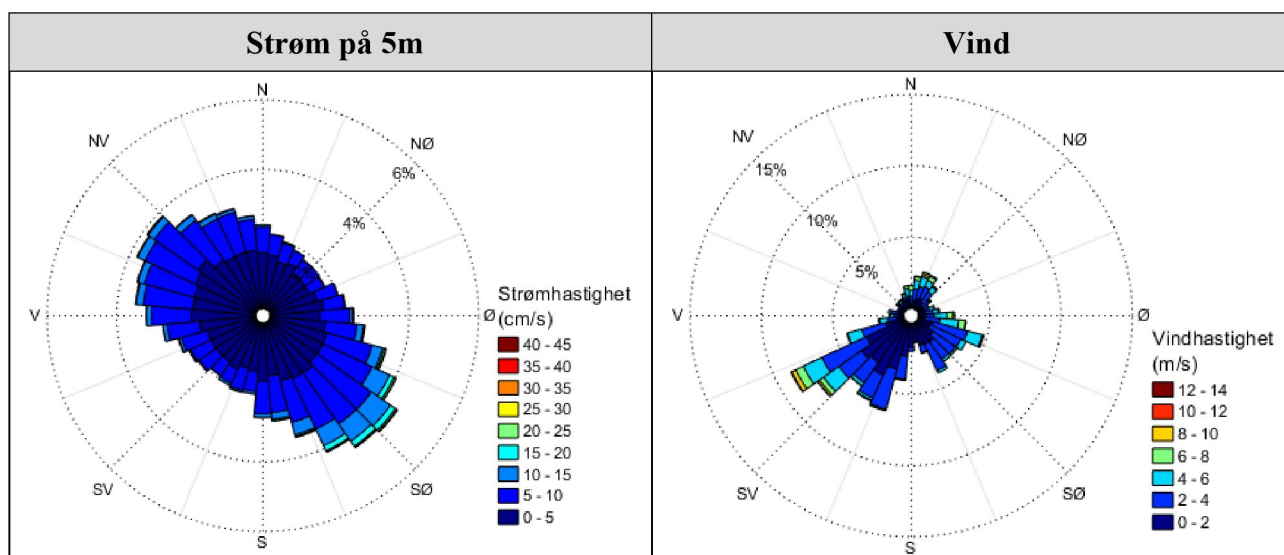 Strøm på 5m
Vind
N
NØ
Ø
SØ
S
SV
V
NV
6%
4%
Strømhastighet
(cm/s)
40 - 45
35 - 40
30 - 35
25 - 30
20 - 25
15 - 20
10 - 15
5 - 10
0 - 5
N
NØ
Ø
SØ
S
SV
V
NV
15%
10%
5%
Vindhastighet
(m/s)
12 - 14
10 - 12
8 - 10
6 - 8
4 - 6
2 - 4
0 - 2